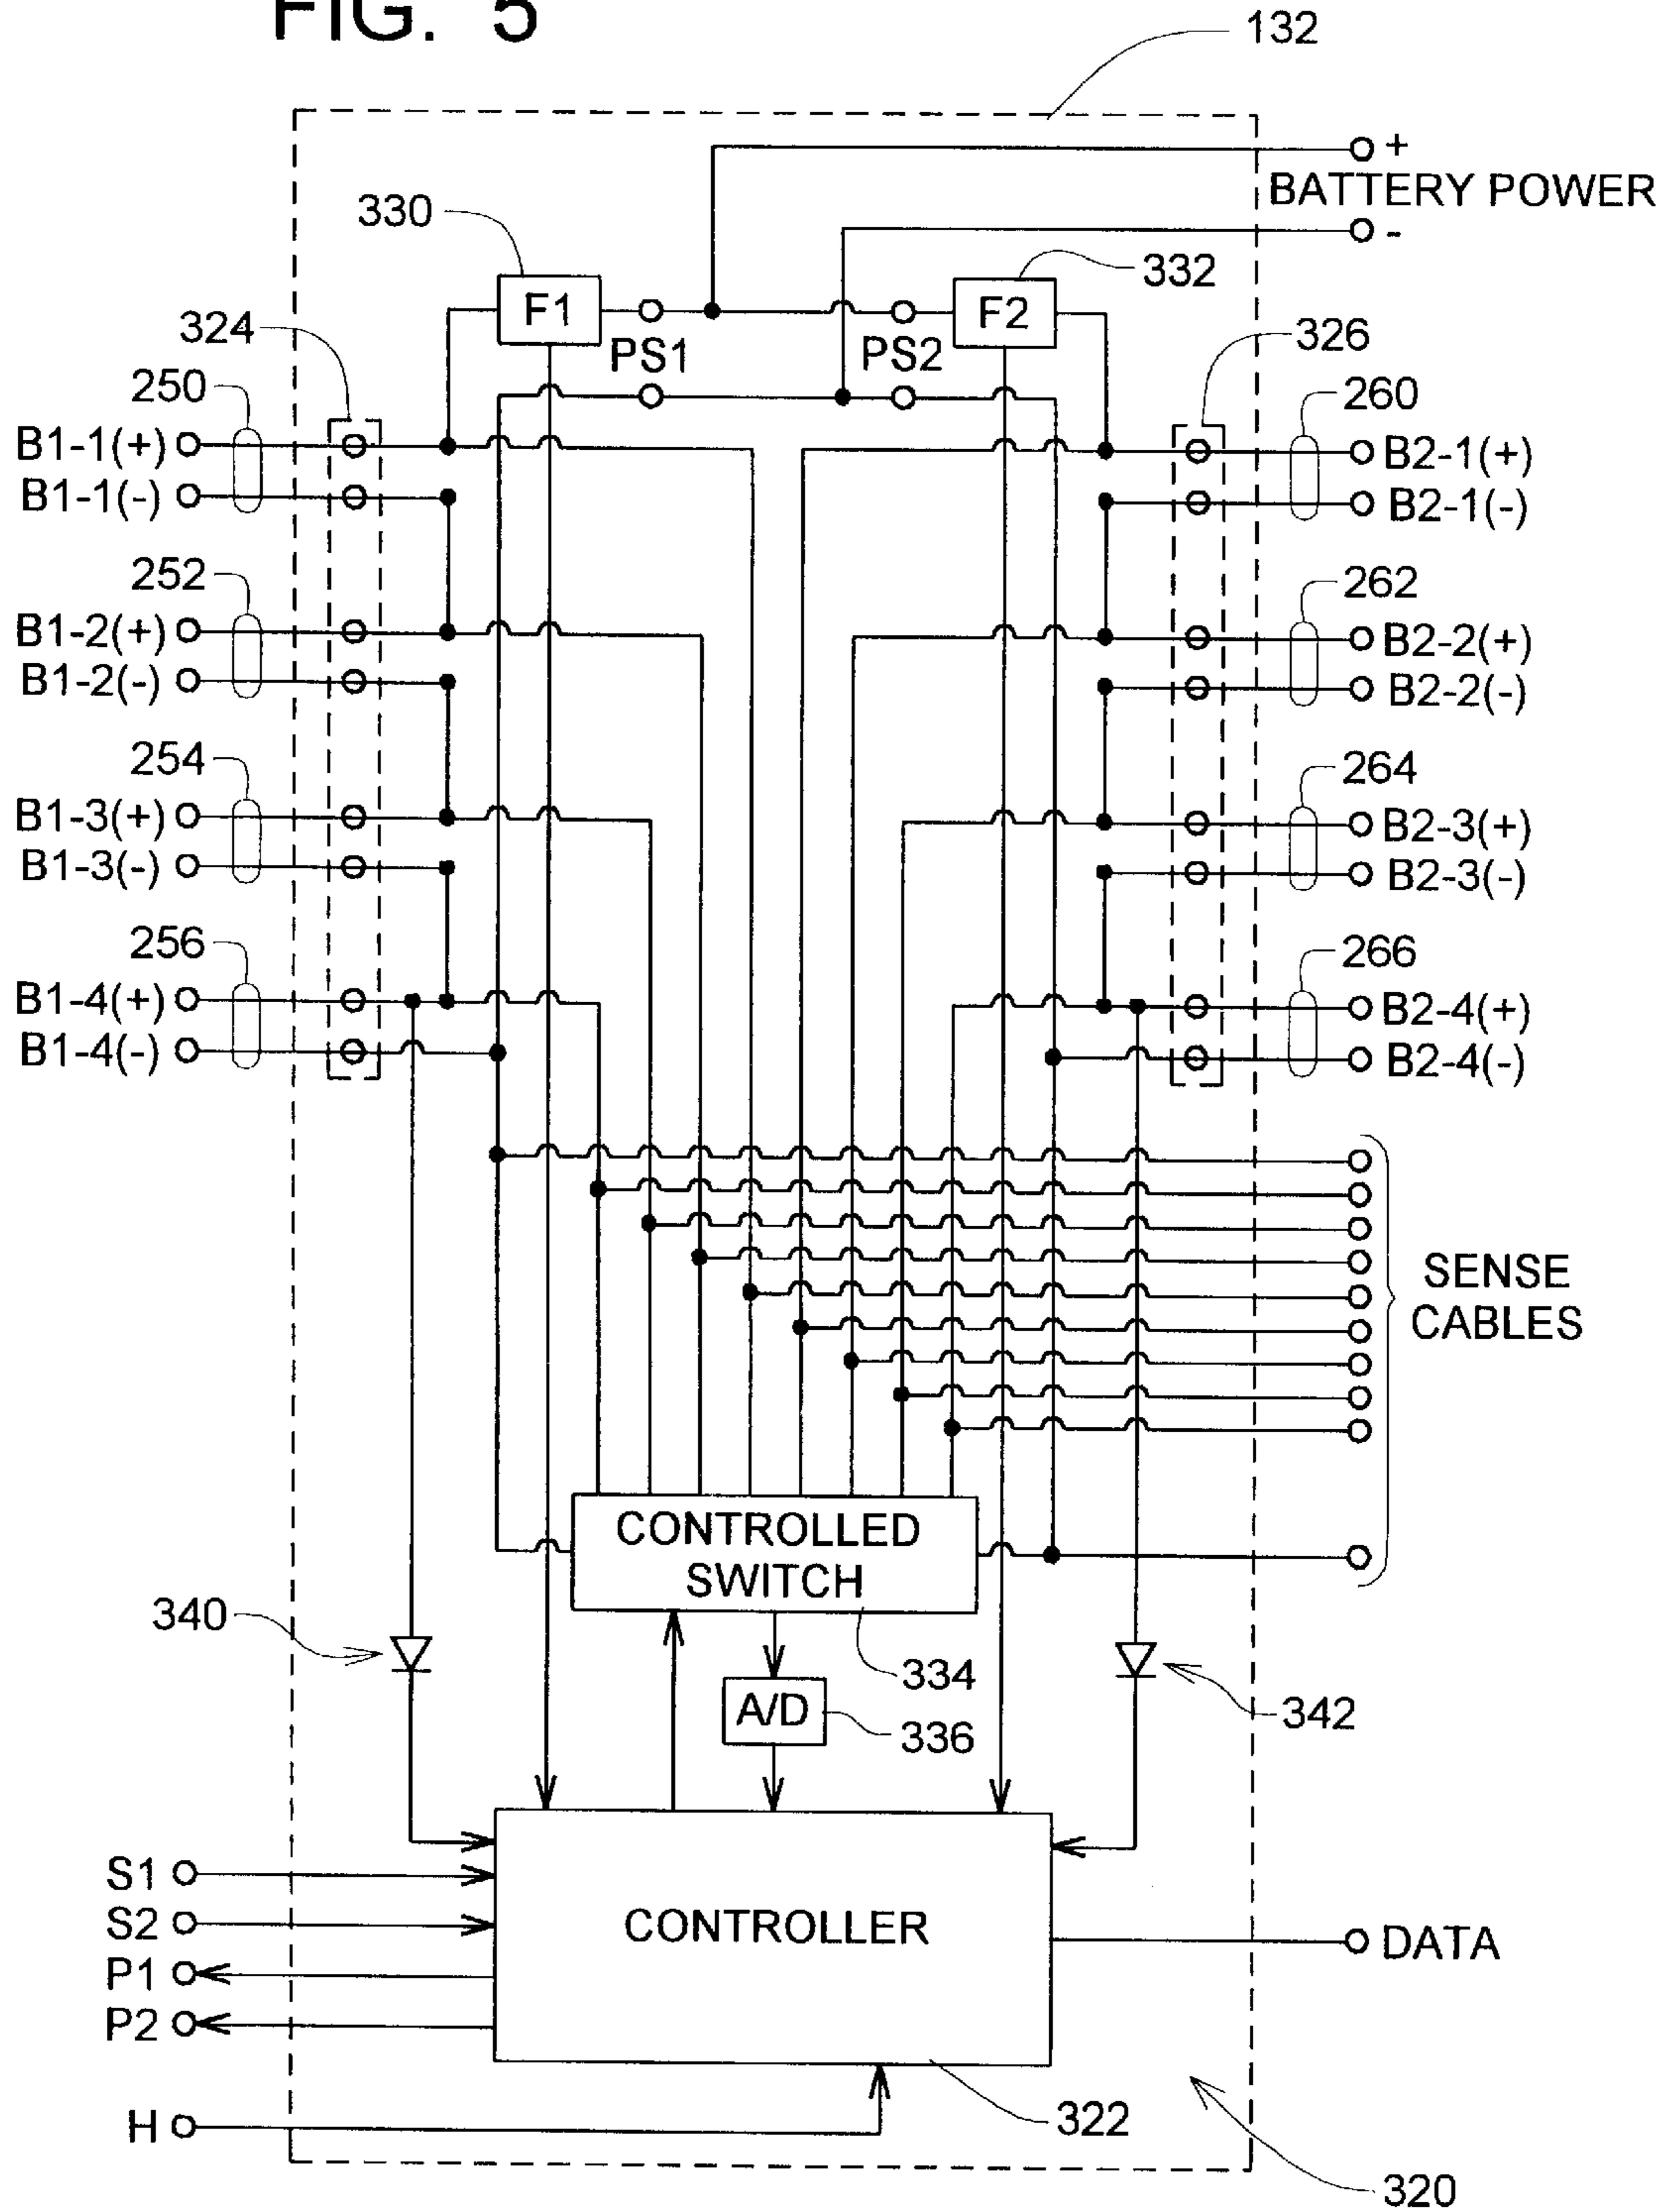 FIG. 5
132
+
BATTERY POWER
-
330
332
F1
F2
PS1
PS2
324
326
250
260
B1-1(+)
B2-1(+)
B1-1(-)
B2-1(-)
252
262
B1-2(+)
B2-2(+)
B1-2(-)
B2-2(-)
254
264
B1-3(+)
B2-3(+)
B1-3(-)
B2-3(-)
256
266
B1-4(+)
B2-4(+)
B1-4(-)
B2-4(-)
SENSE
CABLES
CONTROLLED
SWITCH
340
334
A/D
336
342
S1
S2
CONTROLLER
DATA
P1
P2
H
322
320